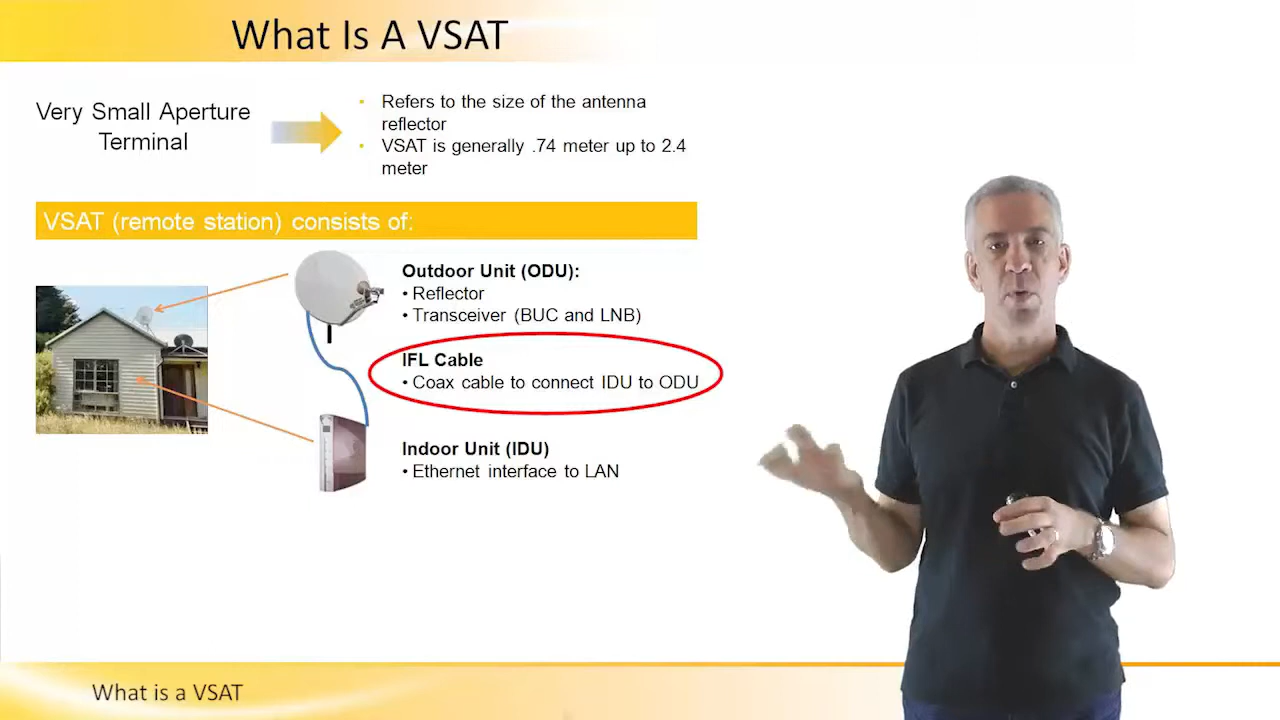 What Is A VSAT
Very Small Aperture
Terminal
▪ Refers to the size of the antenna
reflector
▪ VSAT is generally .74 meter up to 2.4
meter
VSAT (remote station) consists of:
Outdoor Unit (ODU):
• Reflector
• Transceiver (BUC and LNB)
IFL Cable
• Coax cable to connect IDU to ODU
Indoor Unit (IDU)
• Ethernet interface to LAN
What is a VSAT